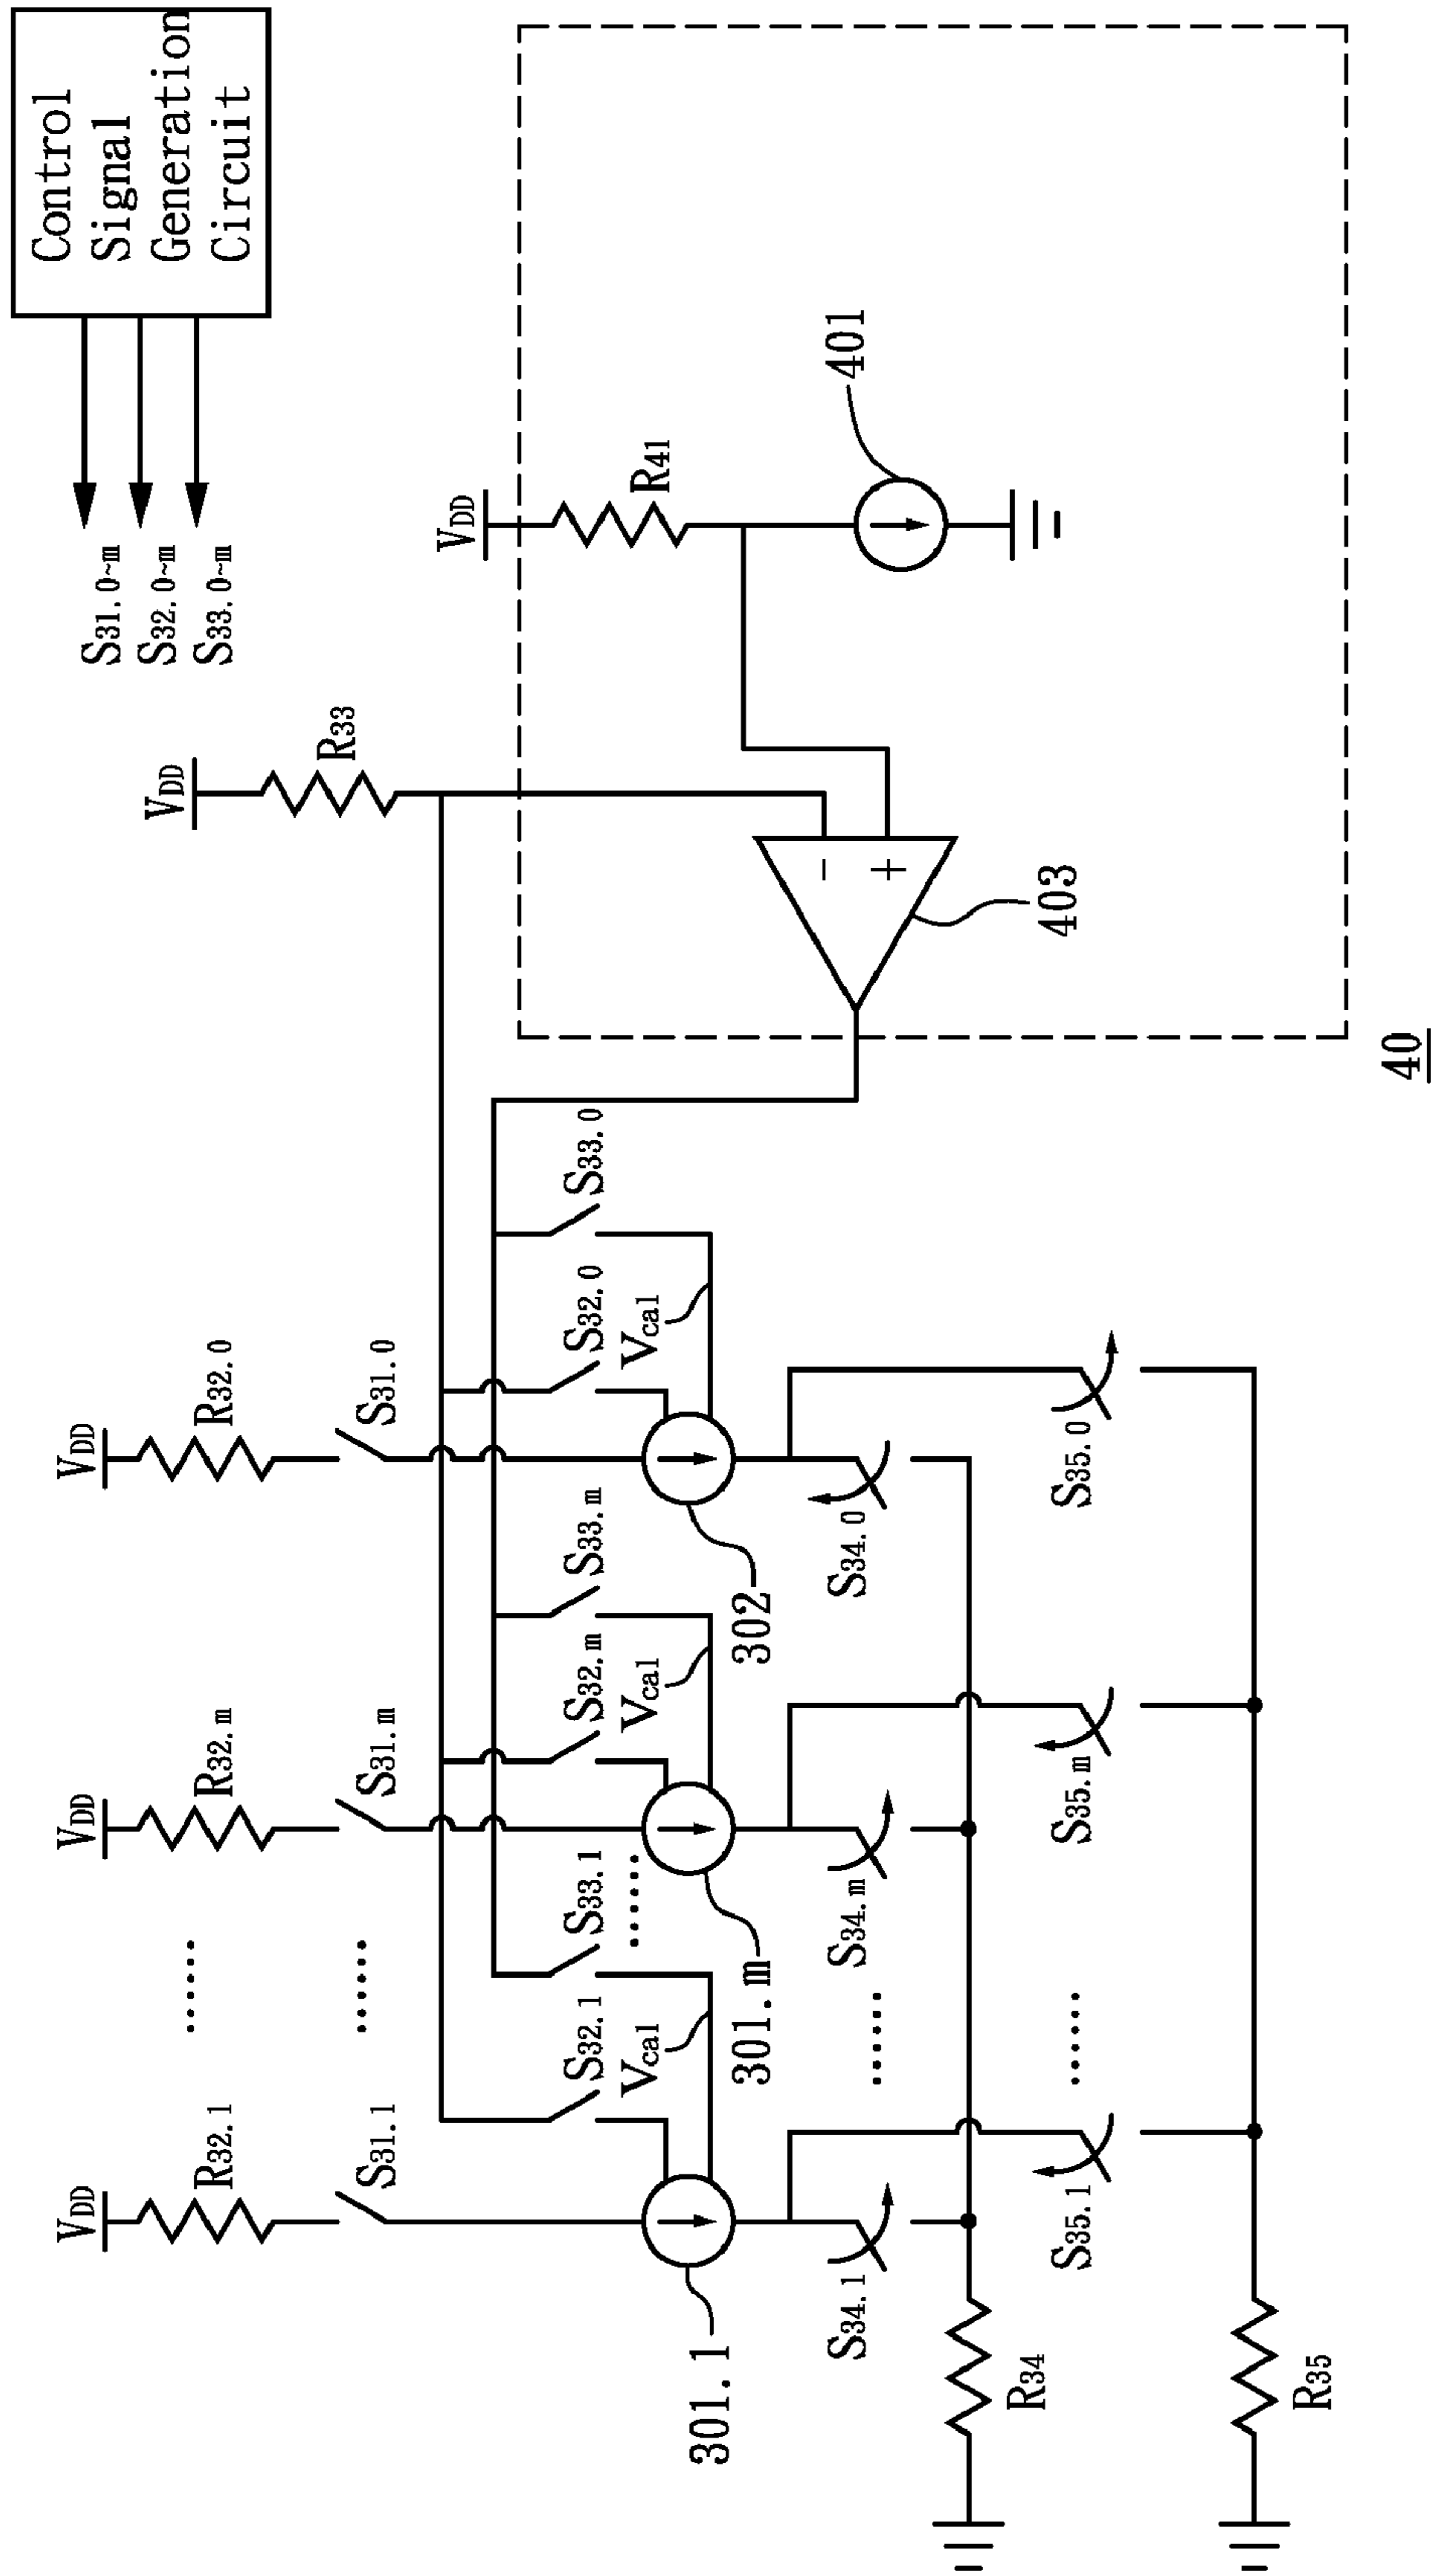 Control
Signal
Generation
Circuit
S31.0~m
S32.0~m
S33.0~m
VDD
R33
VDD
R41
401
403
40
VDD
R32.1
S31.1
VDD
R32.m
S31.m
VDD
R32.0
S31.0
S32.1
S33.1
Vcal
S32.m
S33.m
Vcal
S32.0
S33.0
Vcal
301.1
301.m
302
S34.1
S34.m
S34.0
S35.1
S35.m
S35.0
R34
R35
- +